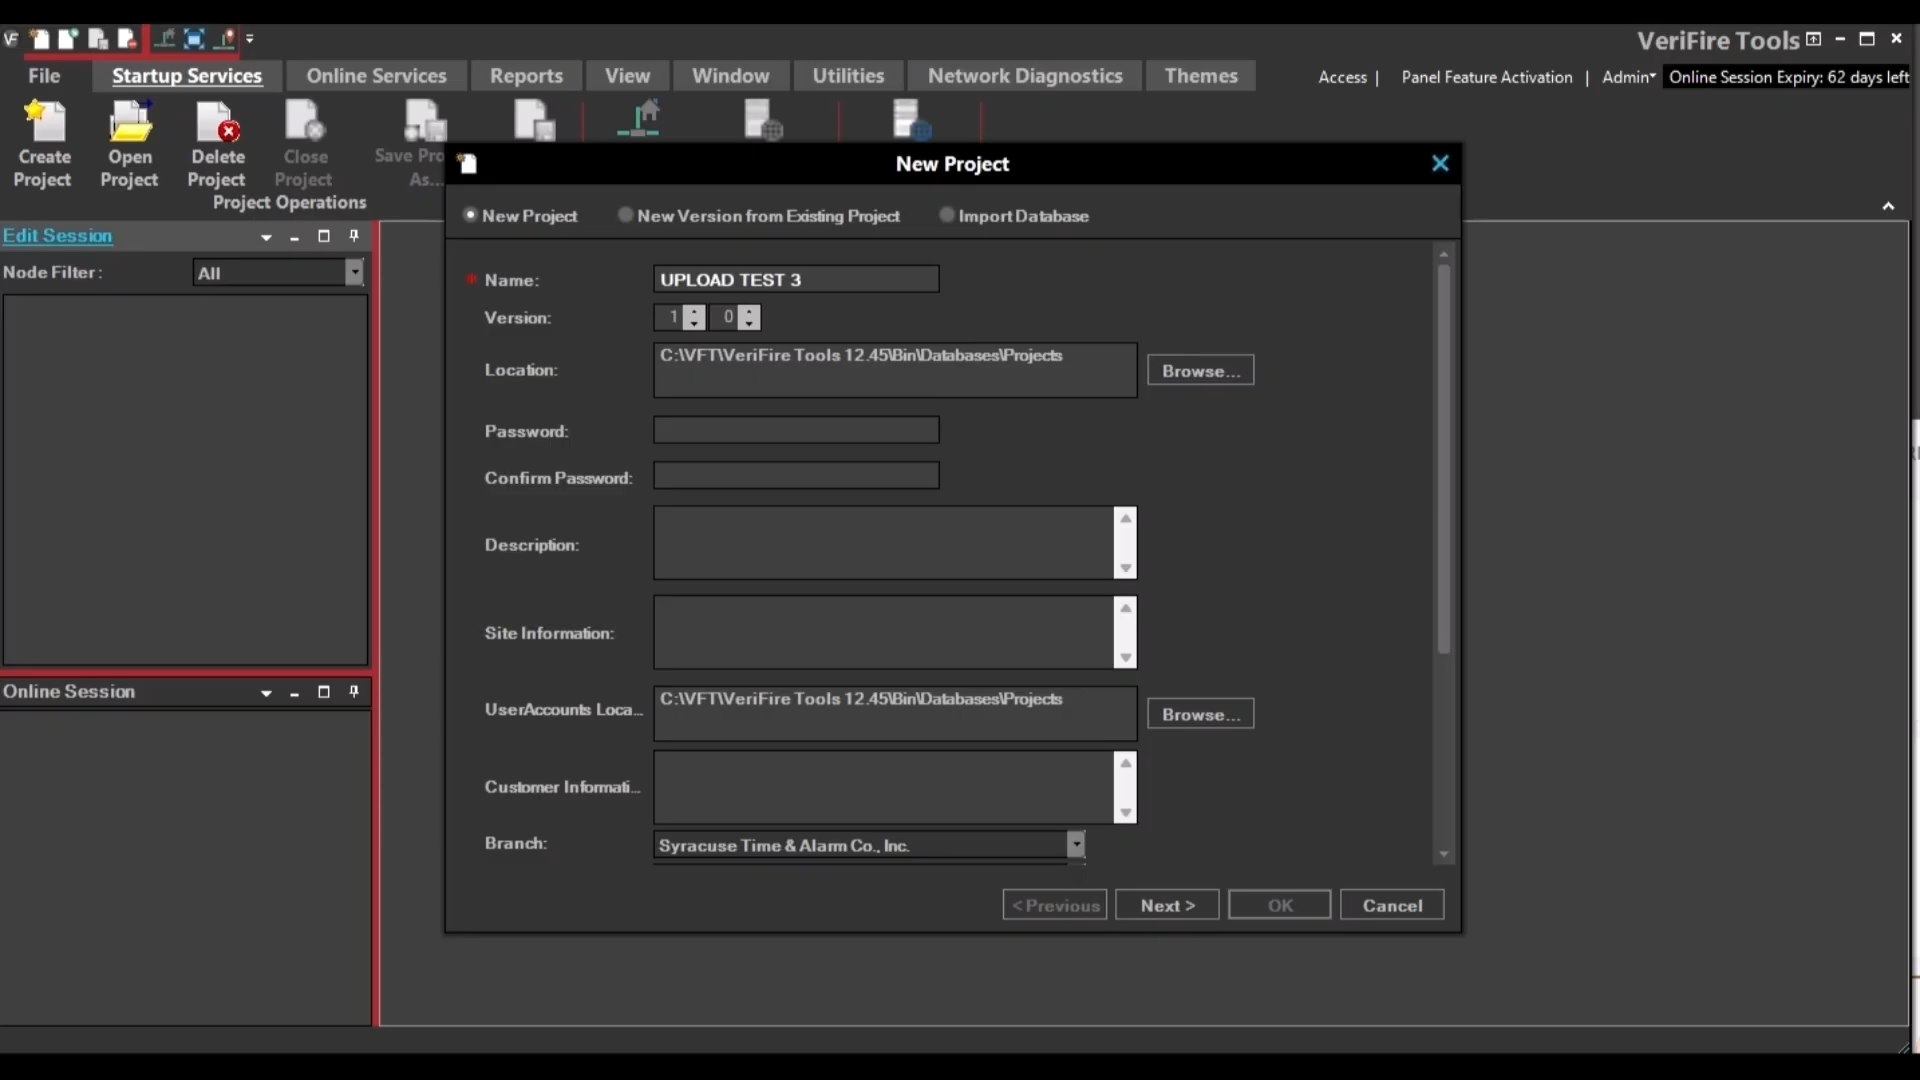 VeriFire Tools
File Startup Services Online Services Reports View Window Utilities Network Diagnostics Themes
Access | Panel Feature Activation | Admin Online Session Expiry: 62 days left
Create Project
Open Project
Delete Project
Close Project
Save Pro
As...
Project Operations
New Project
New Project New Version from Existing Project Import Database
Edit Session
Node Filter: All
* Name: UPLOAD TEST 3
Version: 1 0
Location: C:\VFT\VeriFire Tools 12.45\Bin\Databases\Projects Browse...
Password:
Confirm Password:
Description:
Site Information:
Online Session
UserAccounts Loca... C:\VFT\VeriFire Tools 12.45\Bin\Databases\Projects Browse...
Customer Informati...
Branch: Syracuse Time & Alarm Co., Inc.
< Previous Next > OK Cancel